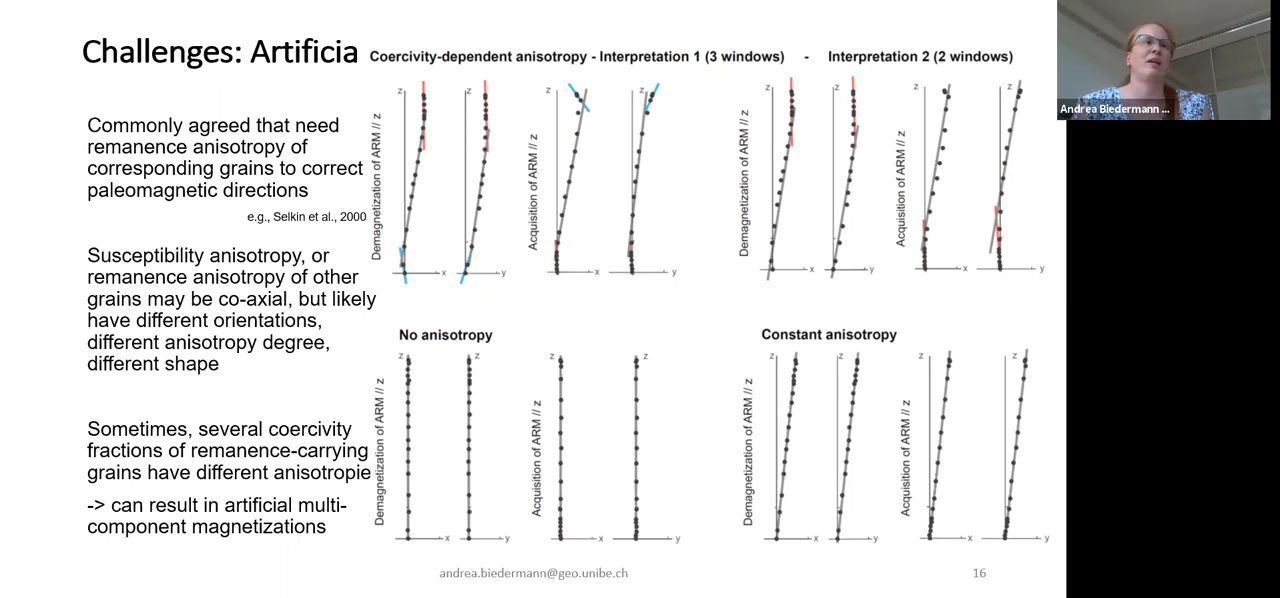 Challenges: Artificia
Coercivity-dependent anisotropy - Interpretation 1 (3 windows) - Interpretation 2 (2 windows)
Andrea Biedermann ...
Commonly agreed that need
remanence anisotropy of
corresponding grains to correct
paleomagnetic directions
e.g., Selkin et al., 2000
Susceptibility anisotropy, or
remanence anisotropy of other
grains may be co-axial, but likely
have different orientations,
different anisotropy degree,
different shape
Sometimes, several coercivity
fractions of remanence-carrying
grains have different anisotropie
-> can result in artificial multi-
component magnetizations
Demagnetization of ARM // z
z
x
z
y
Acquisition of ARM // z
z
x
z
y
Demagnetization of ARM // z
z
x
z
y
Acquisition of ARM // z
z
x
z
y
No anisotropy
Demagnetization of ARM // z
z
x
z
y
Acquisition of ARM // z
z
x
z
y
Constant anisotropy
Demagnetization of ARM // z
z
x
z
y
Acquisition of ARM // z
z
x
z
y
andrea.biedermann@geo.unibe.ch
16